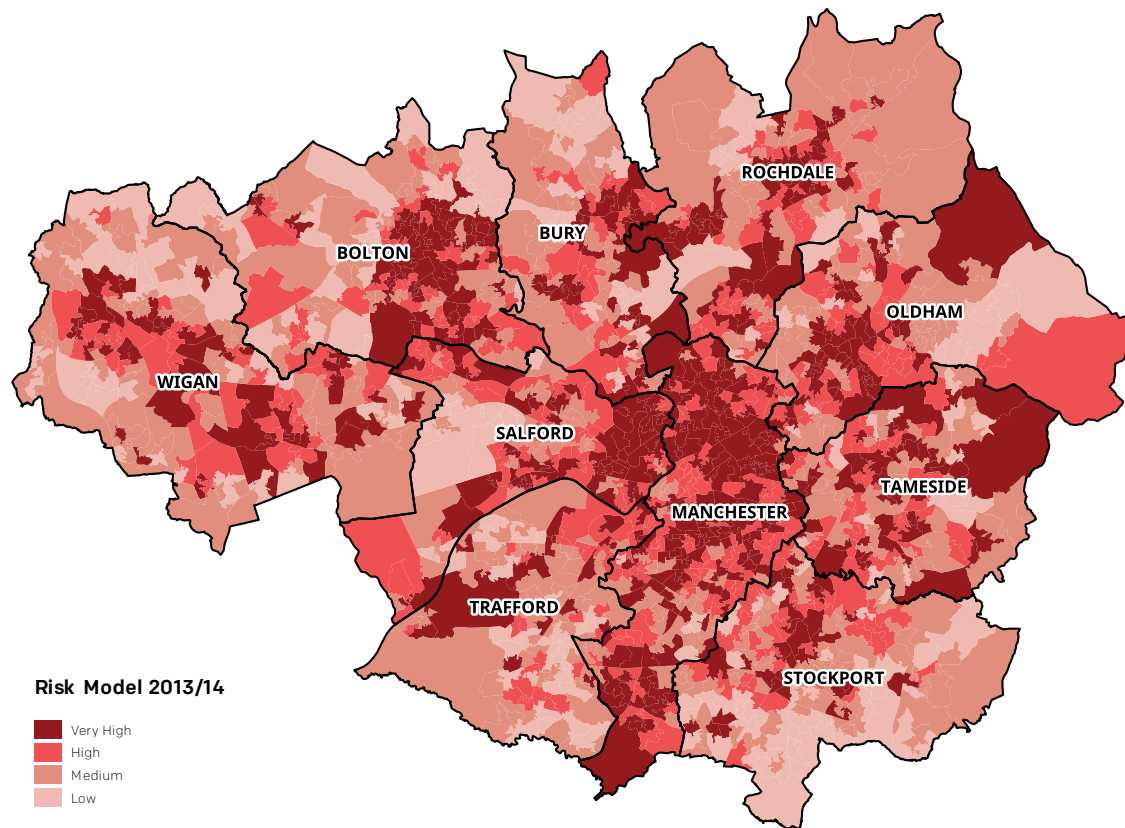 ROCHDALE
BURY
BOLTON
OLDHAM
WIGAN
SALFORD
TAMESIDE
MANCHESTER
TRAFFORD
STOCKPORT
Risk Model 2013/14
Very High
High
Medium
Low